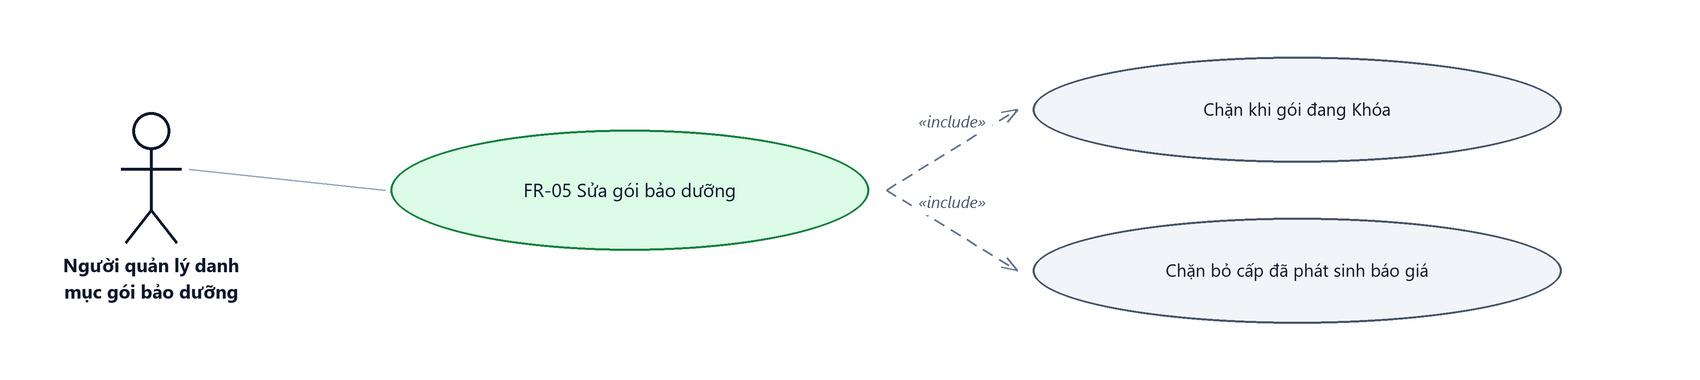 Người quản lý danh
mục gói bảo dưỡng
FR-05 Sửa gói bảo dưỡng
«include»
«include»
Chặn khi gói đang Khóa
Chặn bỏ cấp đã phát sinh báo giá